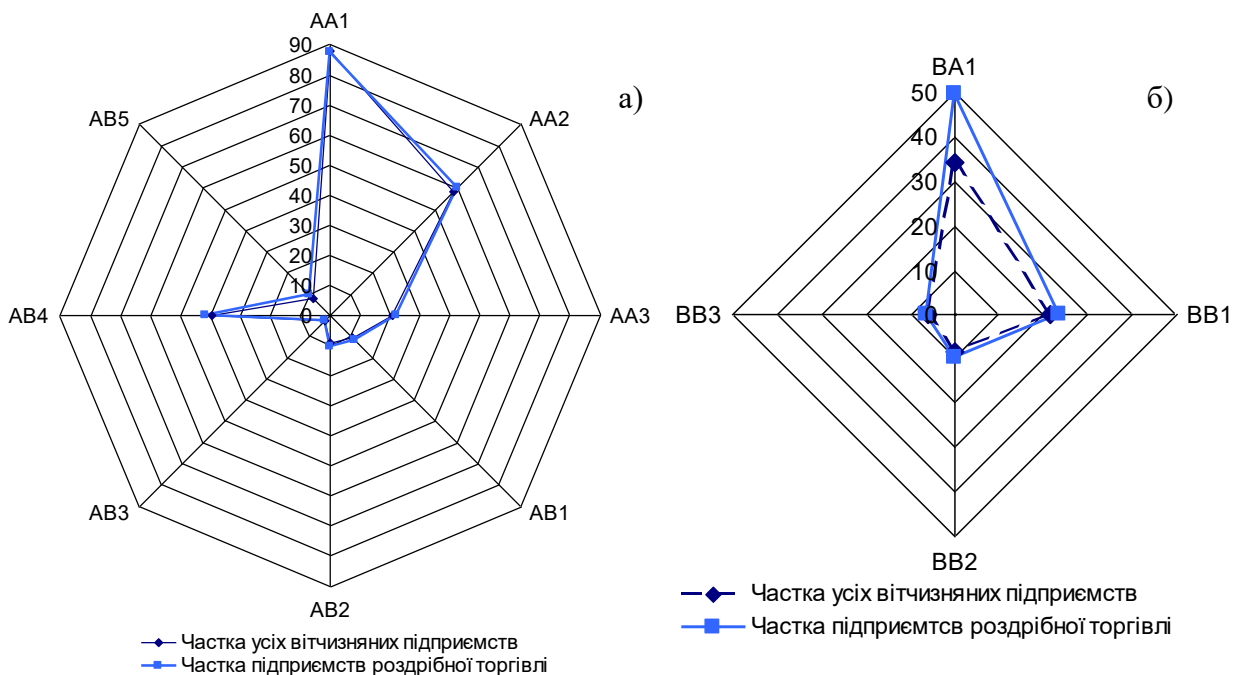 AA1
90
80
70
60
50
40
30
20
10
0
AA2
AA3
AB1
AB2
AB3
AB4
AB5
а)
Частка усіх вітчизняних підприємств
Частка підприємств роздрібної торгівлі
BA1
50
40
30
20
10
0
BB1
BB2
BB3
б)
Частка усіх вітчизняних підприємств
Частка підприємтсв роздрібної торгівлі